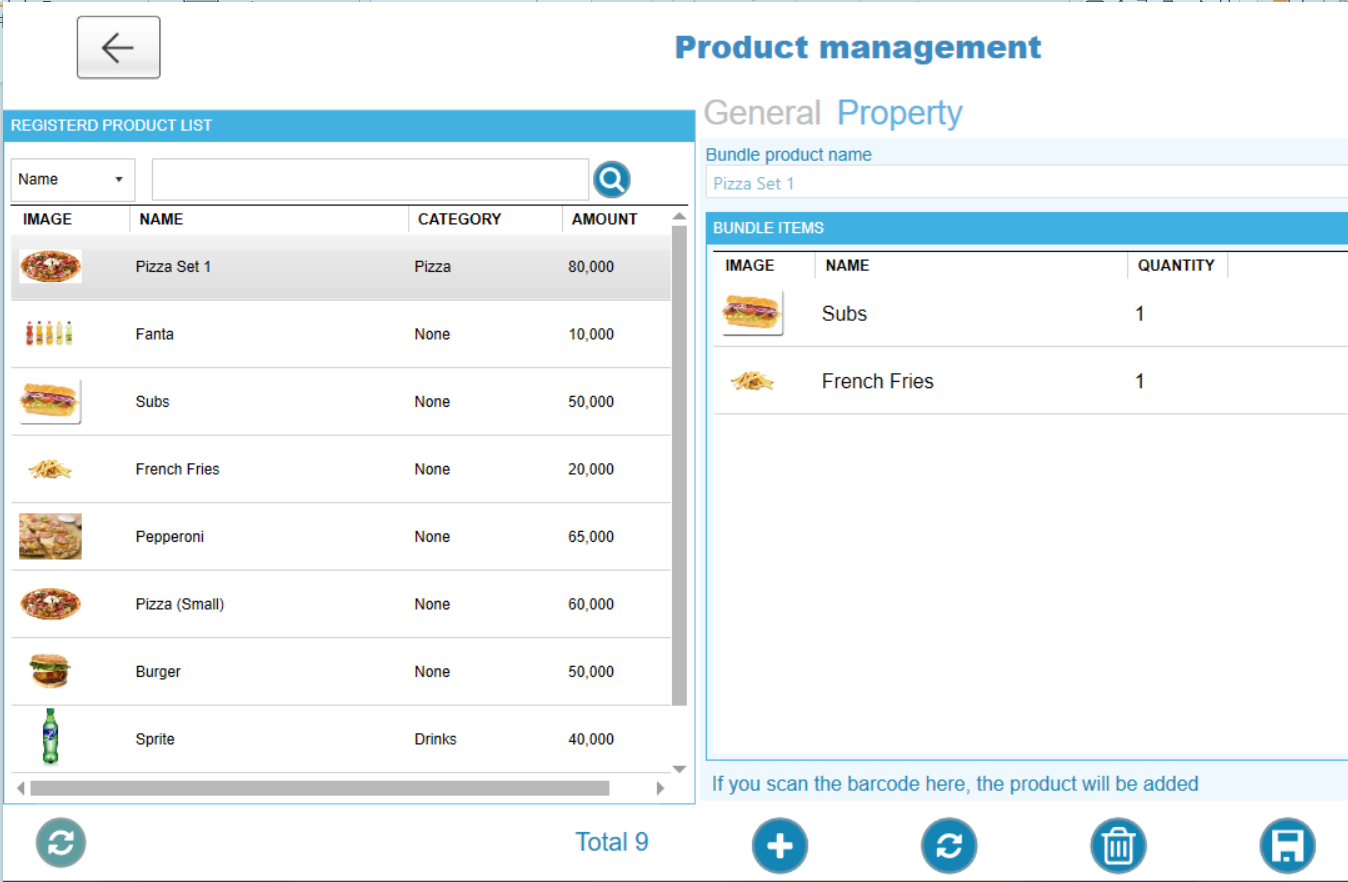 Product management
General Property
REGISTERD PRODUCT LIST
Name
IMAGE NAME CATEGORY AMOUNT
Pizza Set 1 Pizza 80,000
Fanta None 10,000
Subs None 50,000
French Fries None 20,000
Pepperoni None 65,000
Pizza (Small) None 60,000
Burger None 50,000
Sprite Drinks 40,000
Total 9
Bundle product name
Pizza Set 1
BUNDLE ITEMS
IMAGE NAME QUANTITY
Subs 1
French Fries 1
If you scan the barcode here, the product will be added